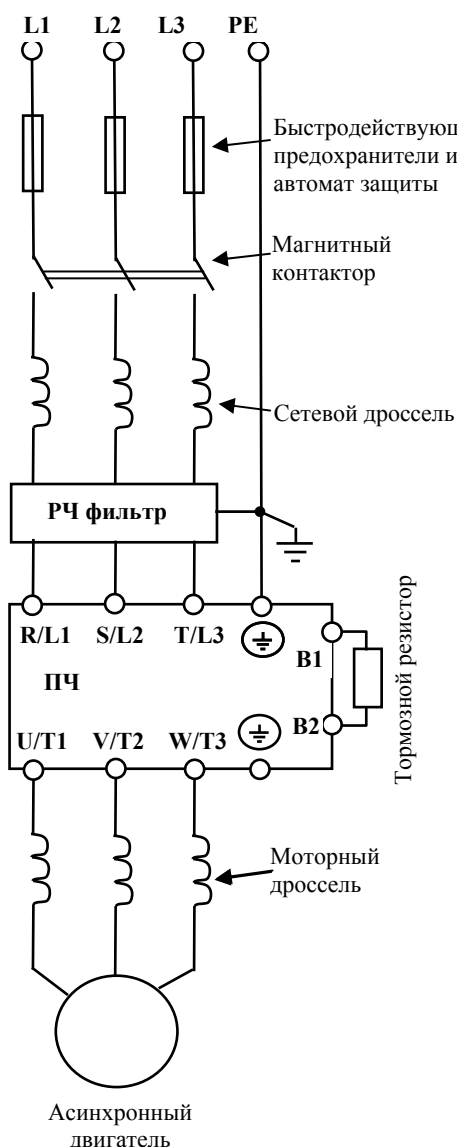 L1 L2 L3 PE
Быстродействующ
предохранители и
автомат защиты
Магнитный
контактор
Сетевой дроссель
РЧ фильтр
R/L1 S/L2 T/L3
B1
ПЧ
B2
U/T1 V/T2 W/T3
Тормозной резистор
Моторный
дроссель
Асинхронный
двигатель